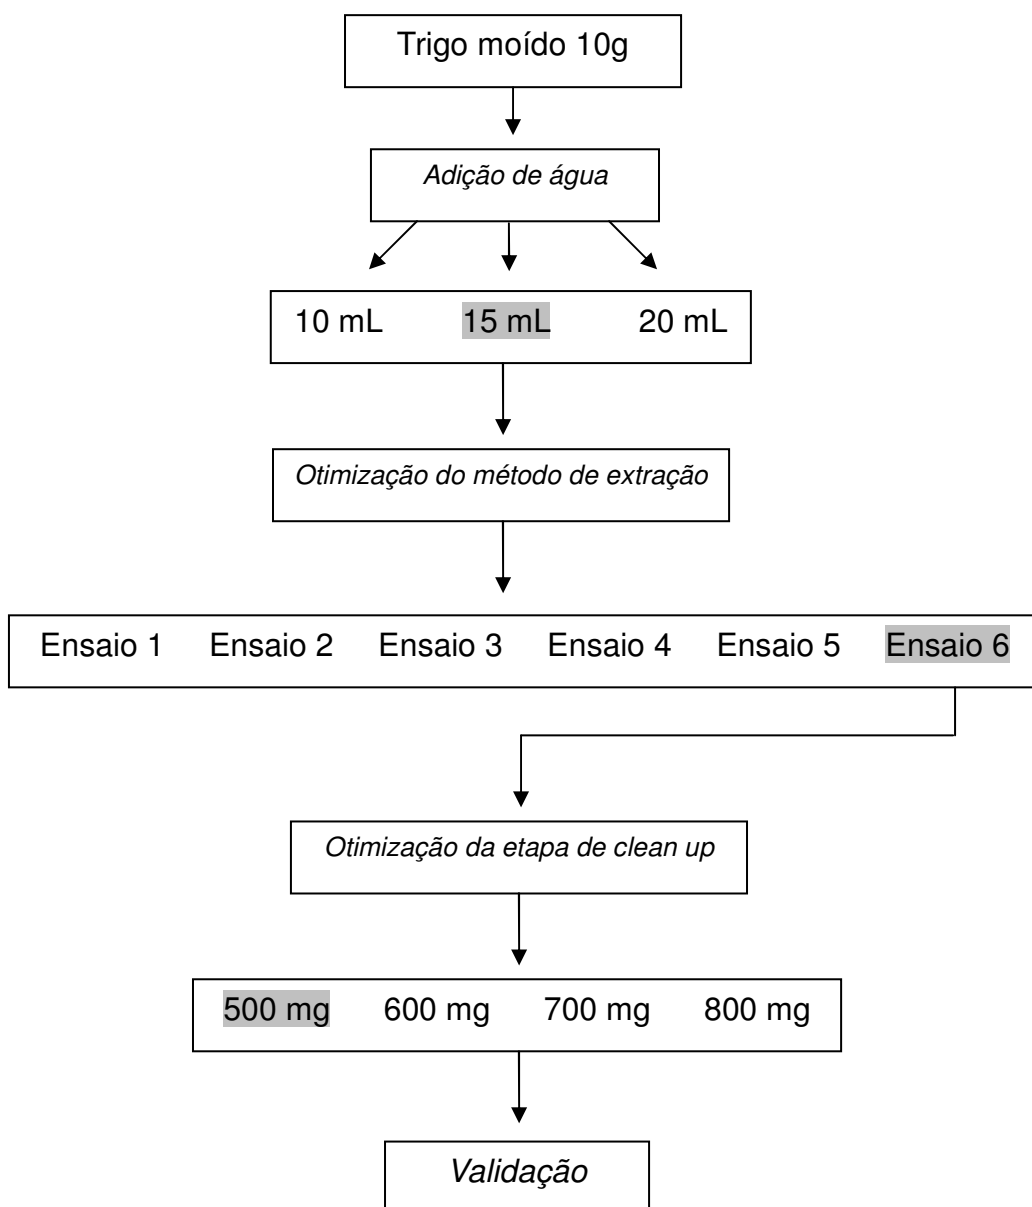 Trigo moído 10g
Adição de água
10 mL 15 mL 20 mL
Otimização do método de extração
Ensaio 1 Ensaio 2 Ensaio 3 Ensaio 4 Ensaio 5 Ensaio 6
Otimização da etapa de clean up
500 mg 600 mg 700 mg 800 mg
Validação